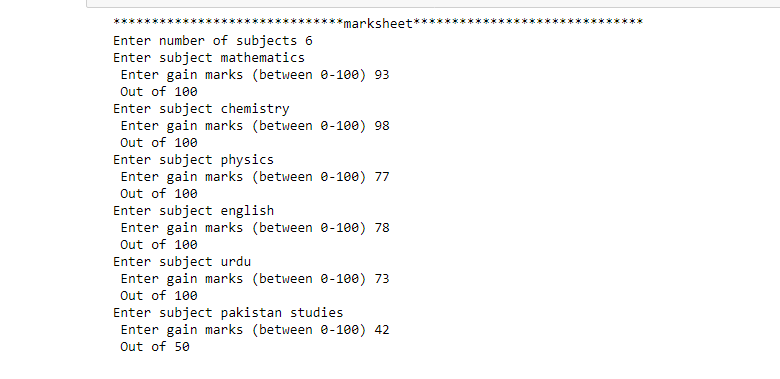 ******************************marksheet******************************
Enter number of subjects 6
Enter subject mathematics
Enter gain marks (between 0-100) 93
Out of 100
Enter subject chemistry
Enter gain marks (between 0-100) 98
Out of 100
Enter subject physics
Enter gain marks (between 0-100) 77
Out of 100
Enter subject english
Enter gain marks (between 0-100) 78
Out of 100
Enter subject urdu
Enter gain marks (between 0-100) 73
Out of 100
Enter subject pakistan studies
Enter gain marks (between 0-100) 42
Out of 50